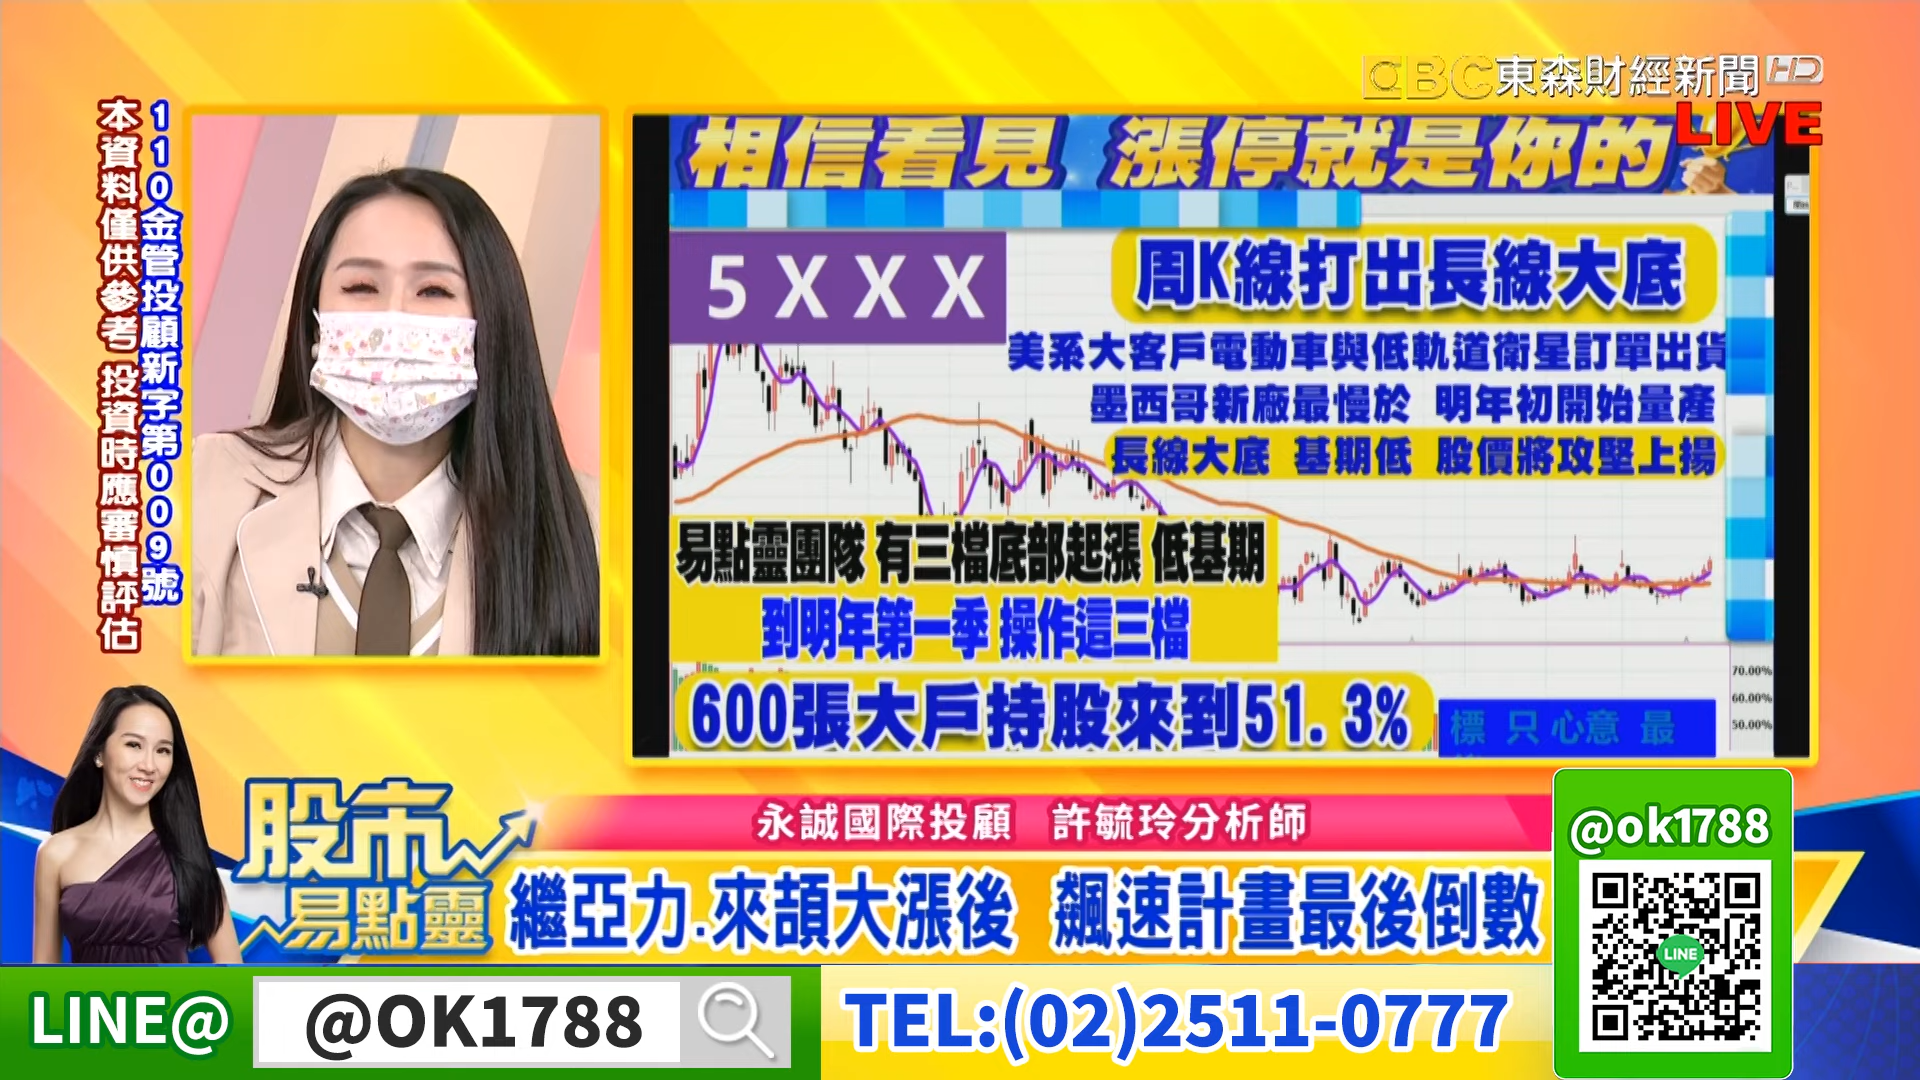 EBC東森財經新聞HD
LIVE
110金管投顧新字第009號
本資料僅供參考 投資時應審慎評估
相信看見 漲停就是你的
5XXX
周K線打出長線大底
美系大客戶電動車與低軌道衛星訂單出貨
墨西哥新廠最慢於 明年初開始量產
長線大底 基期低 股價將攻堅上揚
易點靈團隊 有三檔底部起漲 低基期
到明年第一季 操作這三檔
600張大戶持股來到51.3%
標 只 心意 最
70.00%
60.00%
50.00%
股市易點靈
永誠國際投顧 許毓玲分析師
繼亞力.來頡大漲後 飆速計畫最後倒數
@ok1788
LINE
LINE@
@OK1788
TEL:(02)2511-0777